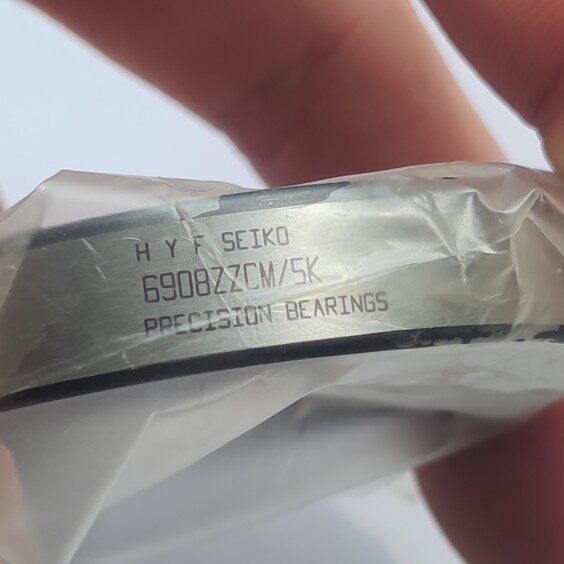 H Y F SEIKO
6908ZZCM/5K
PRECISION BEARINGS